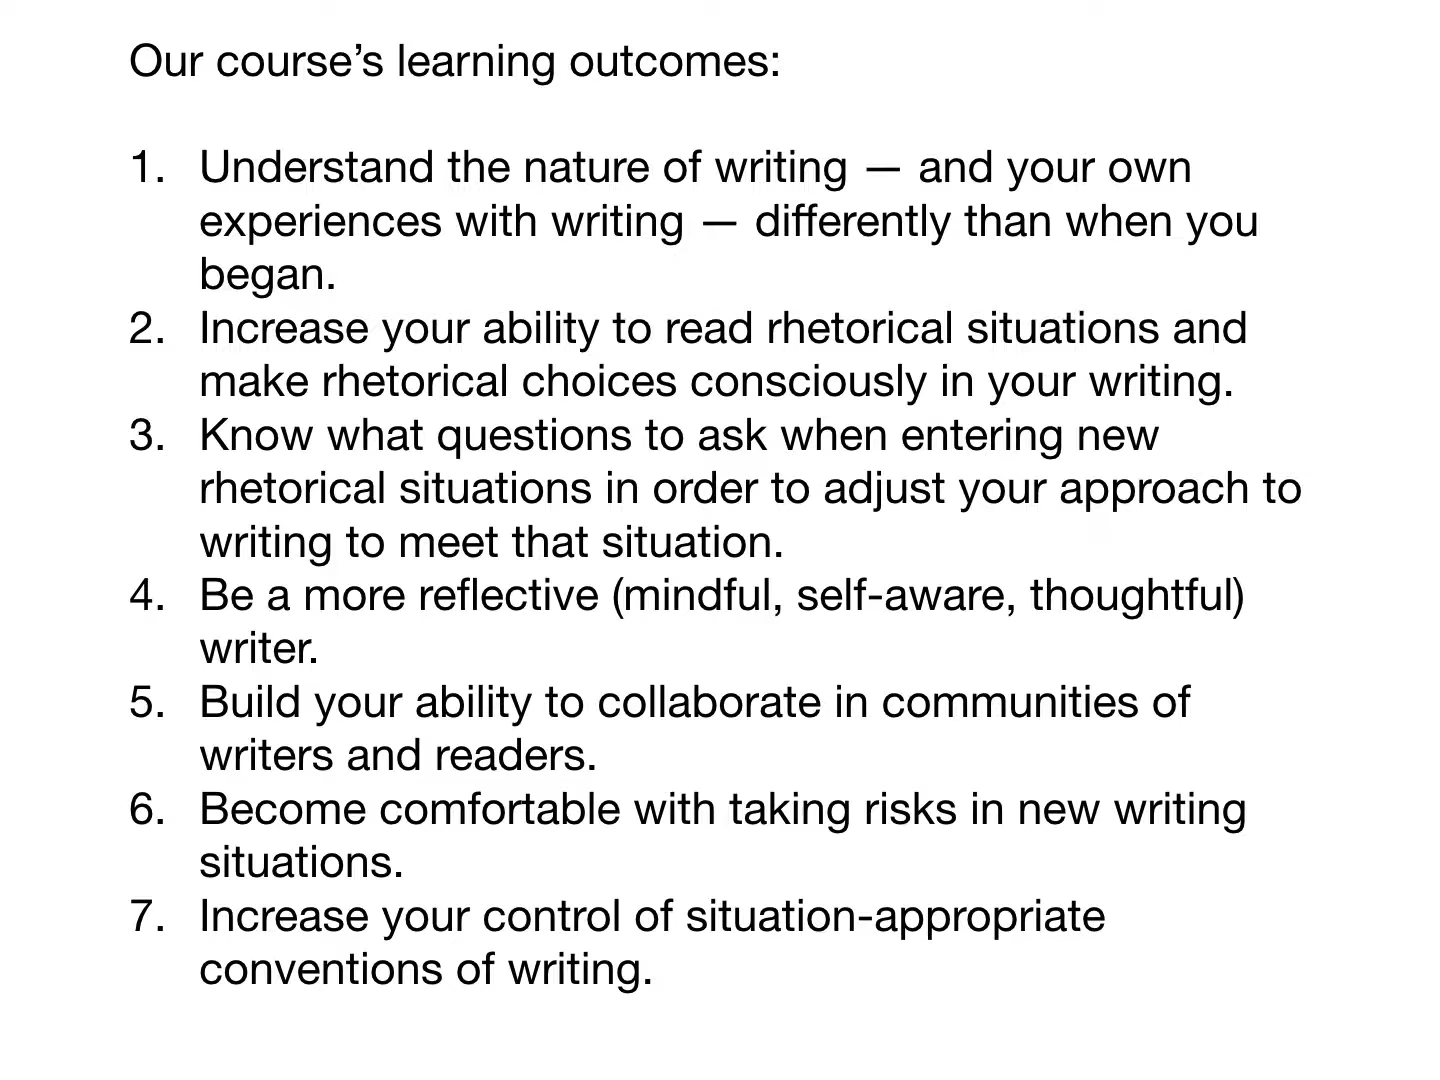 Our course’s learning outcomes:
1. Understand the nature of writing — and your own
experiences with writing — differently than when you
began.
2. Increase your ability to read rhetorical situations and
make rhetorical choices consciously in your writing.
3. Know what questions to ask when entering new
rhetorical situations in order to adjust your approach to
writing to meet that situation.
4. Be a more reflective (mindful, self-aware, thoughtful)
writer.
5. Build your ability to collaborate in communities of
writers and readers.
6. Become comfortable with taking risks in new writing
situations.
7. Increase your control of situation-appropriate
conventions of writing.